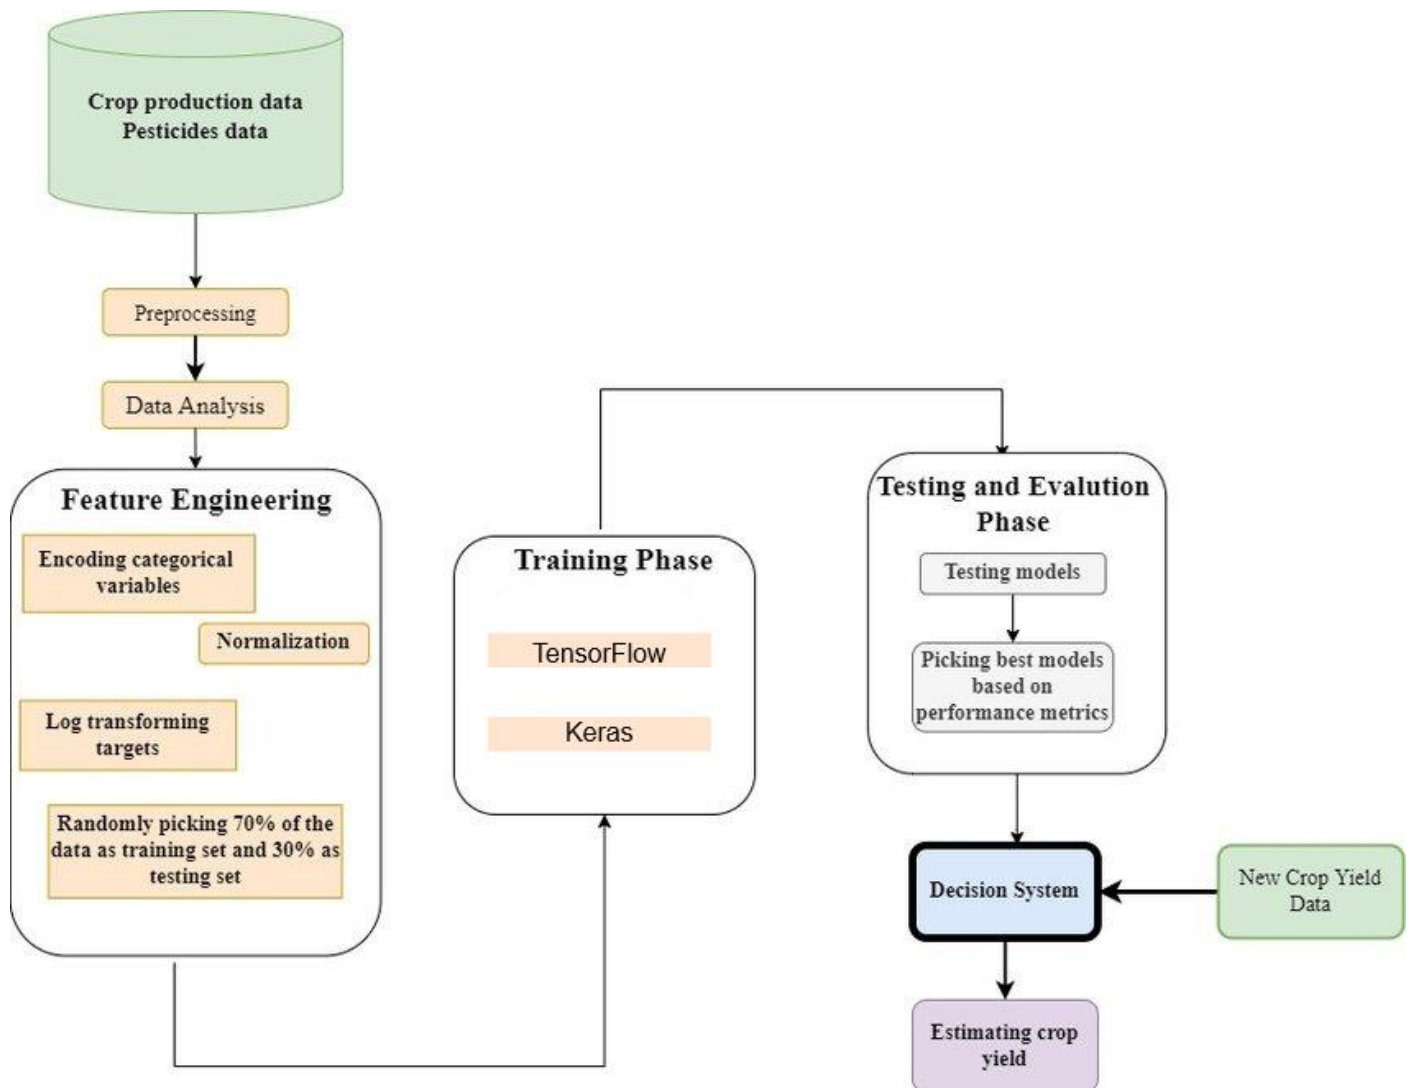 Crop production data
Pesticides data
Preprocessing
Data Analysis
Feature Engineering
Encoding categorical
variables
Normalization
Log transforming
targets
Randomly picking 70% of the
data as training set and 30% as
testing set
Training Phase
TensorFlow
Keras
Testing and Evalution
Phase
Testing models
Picking best models
based on
performance metrics
Decision System
New Crop Yield
Data
Estimating crop
yield